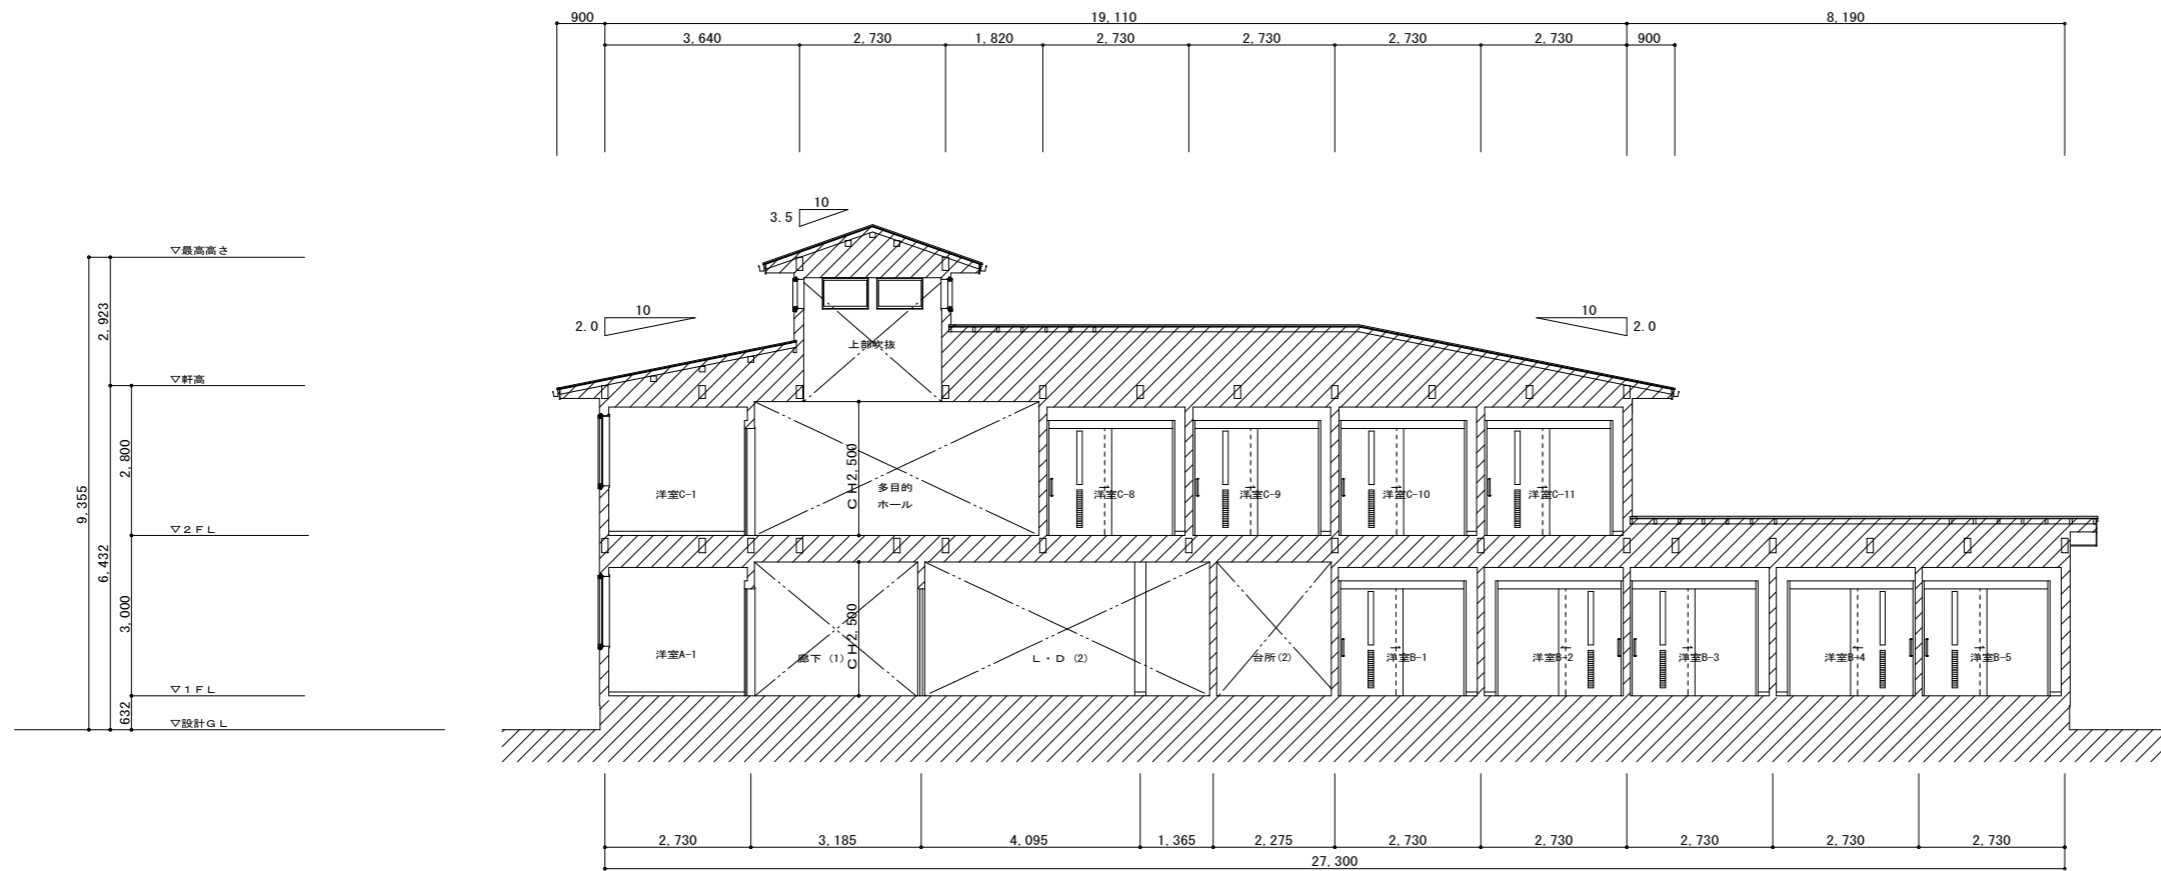 900
19,110
8,190
3,640
2,730
1,820
2,730
2,730
2,730
2,730
900
10
3.5
▽最高高さ
10
2.0
10
2.0
上部吹抜
▽軒高
2,923
2,800
9,355
6,432
3,000
632
CH2,500
洋室C-1
多目的
ホール
洋室C-8
洋室C-9
洋室C-10
洋室C-11
▽2FL
CH2,500
洋室A-1
廊下(1)
L・D(2)
台所(2)
洋室B-1
洋室B-2
洋室B-3
洋室B-4
洋室B-5
▽1FL
▽設計GL
2,730
3,185
4,095
1,365
2,275
2,730
2,730
2,730
2,730
2,730
27,300